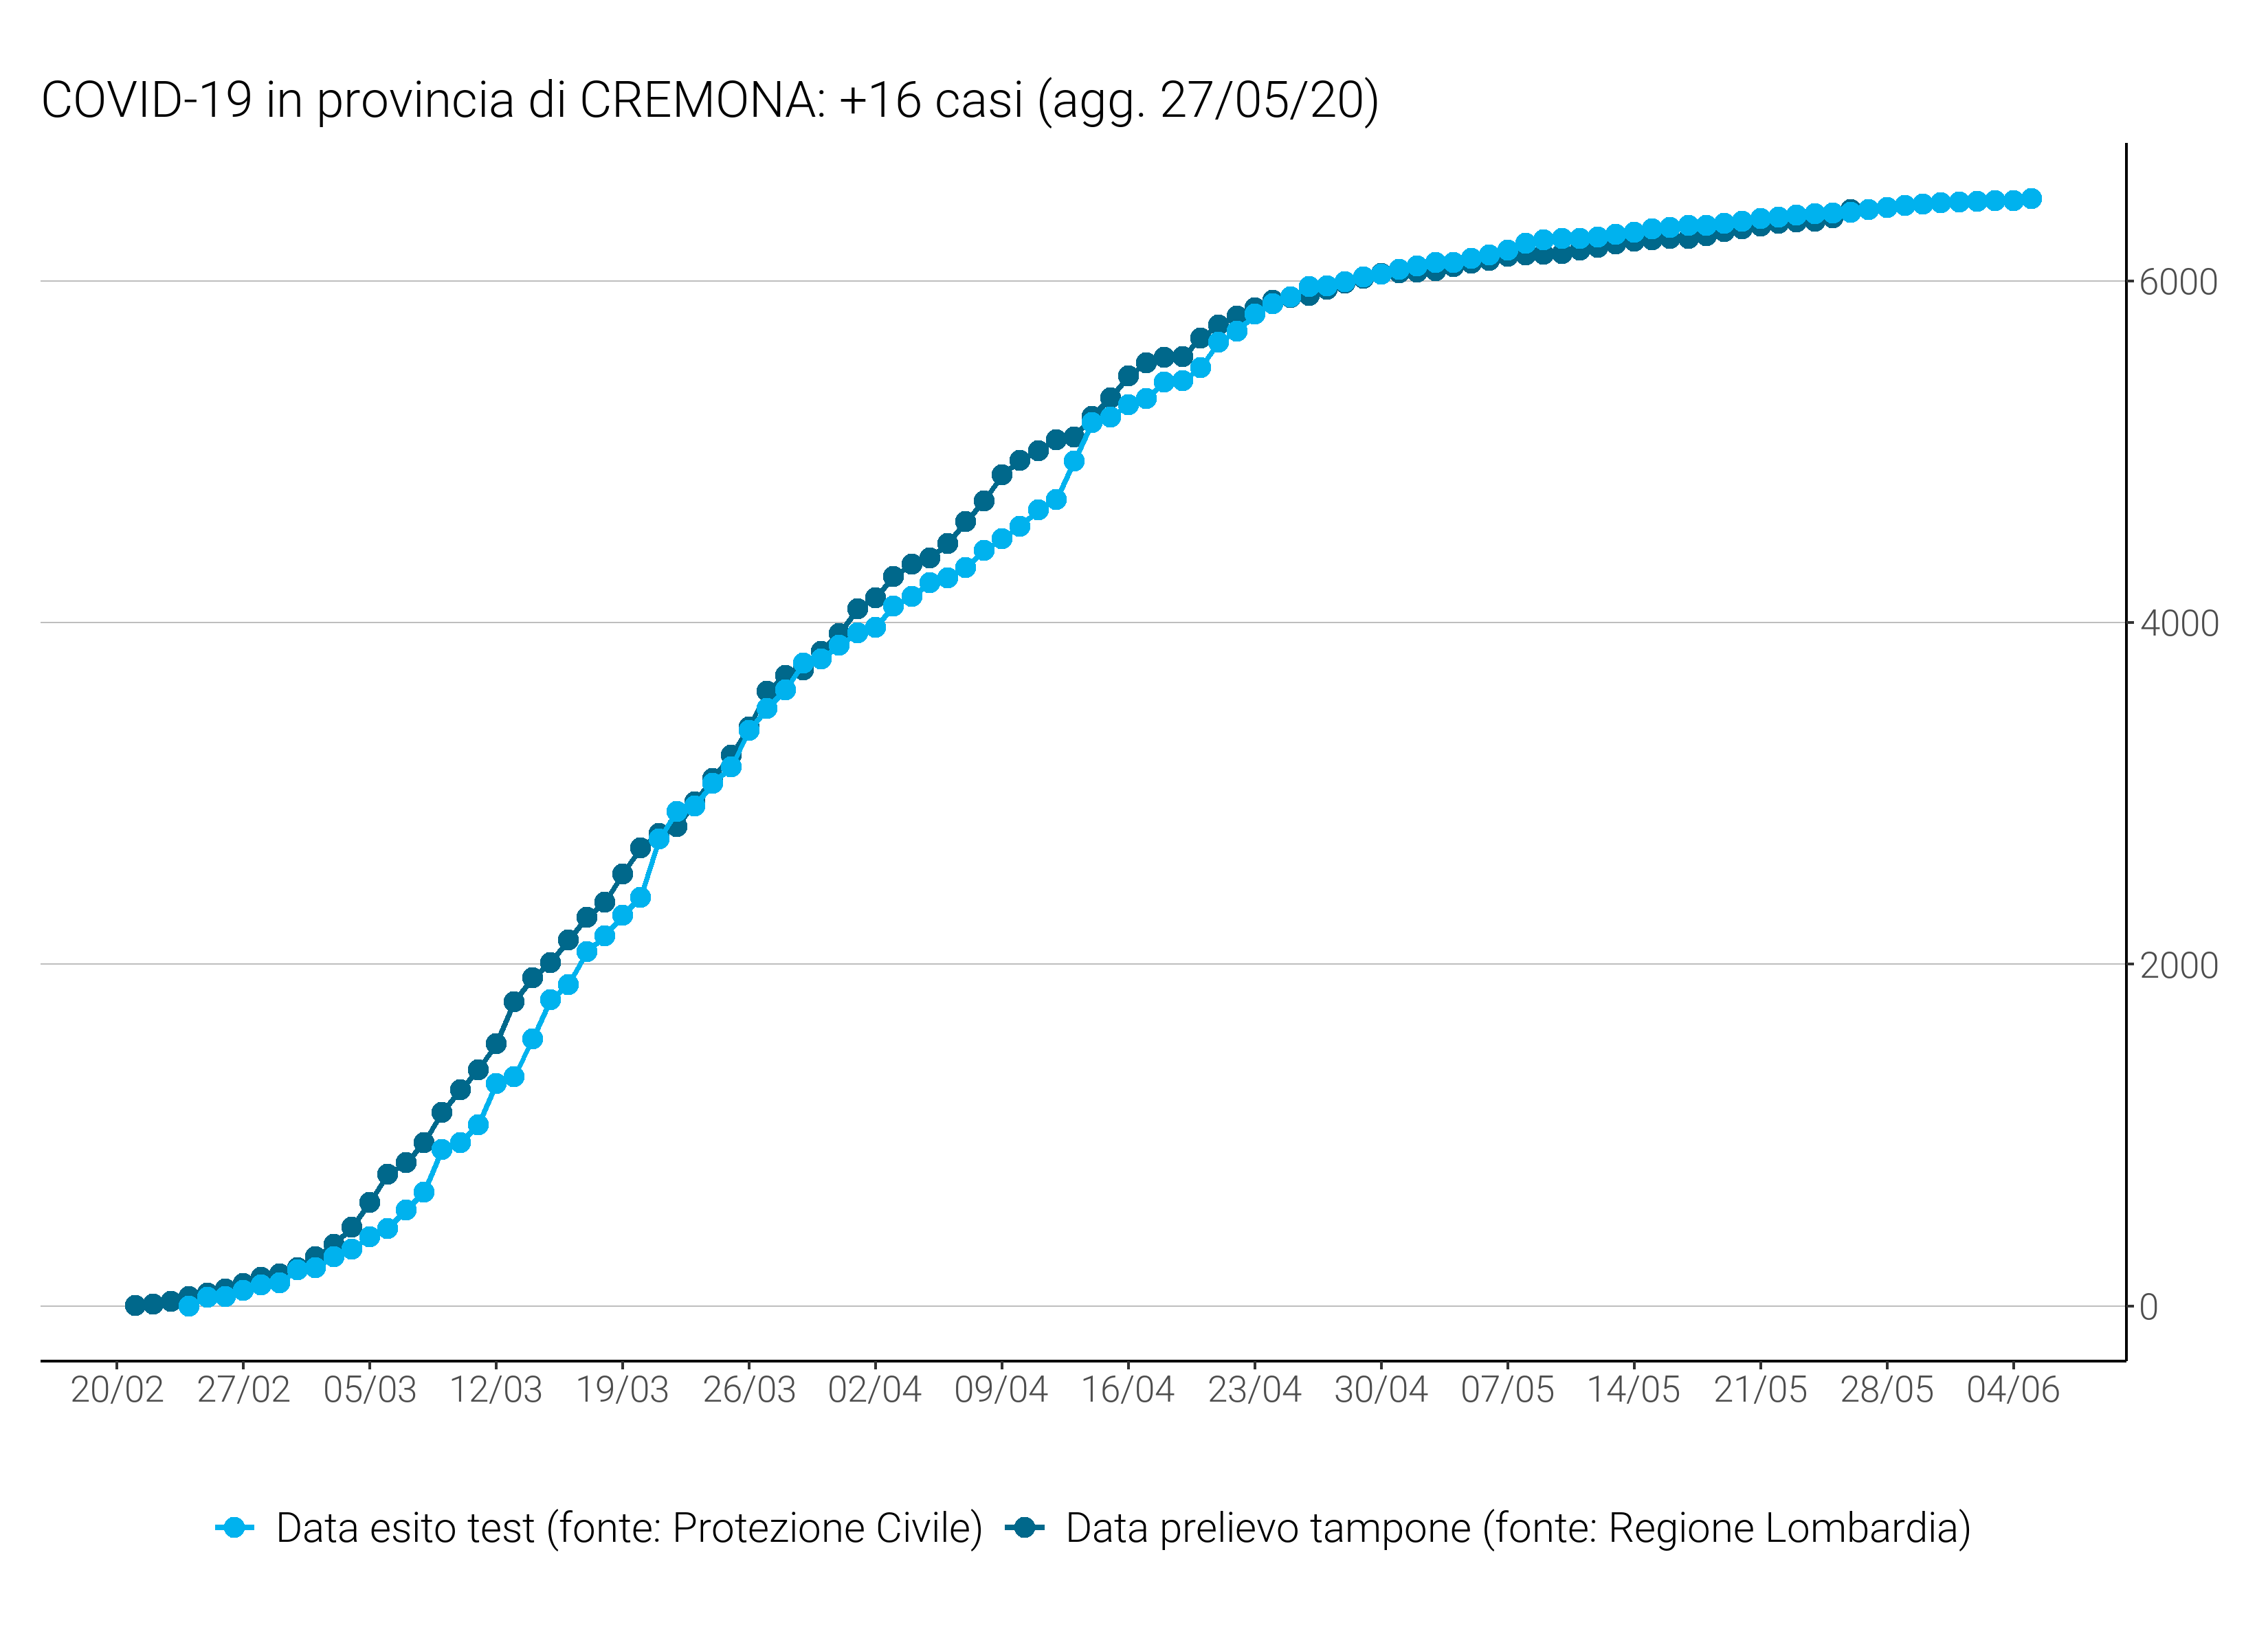 COVID-19 in provincia di CREMONA: +16 casi (agg. 27/05/20)
6000
4000
2000
0
20/02 27/02 05/03 12/03 19/03 26/03 02/04 09/04 16/04 23/04 30/04 07/05 14/05 21/05 28/05 04/06
Data esito test (fonte: Protezione Civile) Data prelievo tampone (fonte: Regione Lombardia)